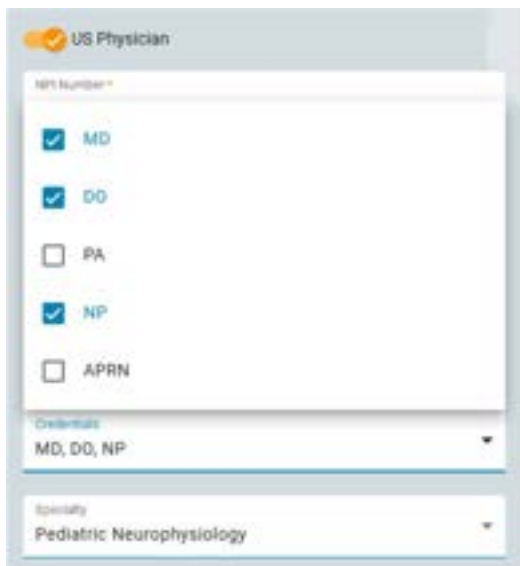 US Physician
NPI Number *
MD
DO
PA
NP
APRN
Credentials
MD, DO, NP
Specialty
Pediatric Neurophysiology